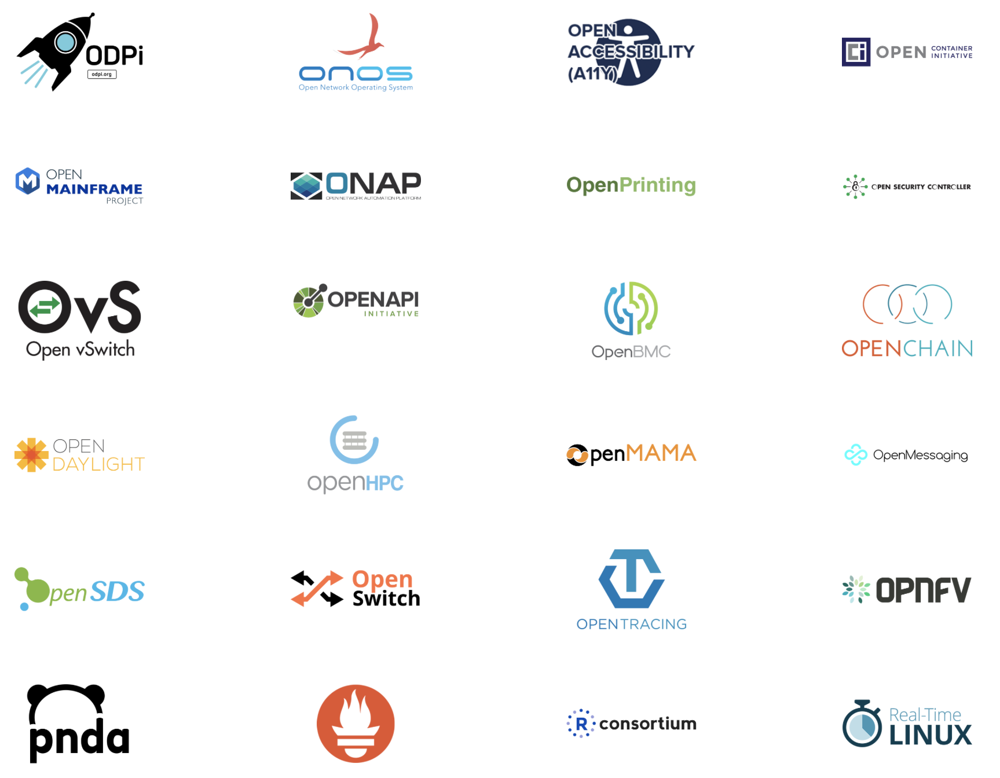 ODPi
odpi.org
onos
Open Network Operating System
OPEN
ACCESSIBILITY
(A11Y)
Ci OPEN CONTAINER
INITIATIVE
M OPEN
MAINFRAME
PROJECT
ONAP
OPEN NETWORK AUTOMATION PLATFORM
OpenPrinting
OPEN SECURITY CONTROLLER
OvS
Open vSwitch
OPENAPI
INITIATIVE
OpenBMC
OPENCHAIN
OPEN
DAYLIGHT
openHPC
OpenMAMA
OpenMessaging
OpenSDS
Open
Switch
OPENTRACING
OPNFV
pnda
R consortium
Real-Time
LINUX